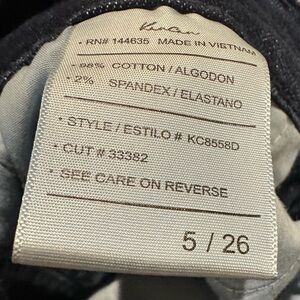 KanCan
• RN# 144635 MADE IN VIETNAM
• 98% COTTON / ALGODON
• 2% SPANDEX / ELASTANO
• STYLE / ESTILO # KC8558D
• CUT # 33382
• SEE CARE ON REVERSE
5 / 26